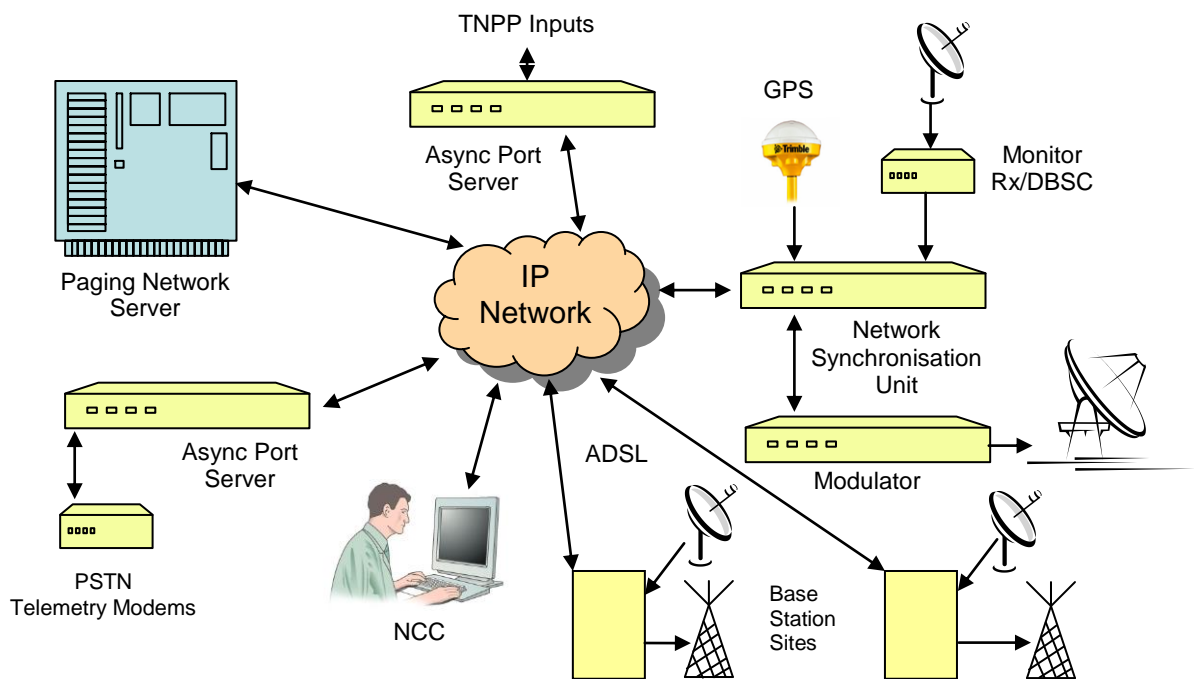 TNPP Inputs
GPS
Trimble
Async Port
Server
Monitor
Rx/DBSC
Paging Network
Server
IP
Network
Network
Synchronisation
Unit
Async Port
Server
ADSL
Modulator
PSTN
Telemetry Modems
NCC
Base
Station
Sites